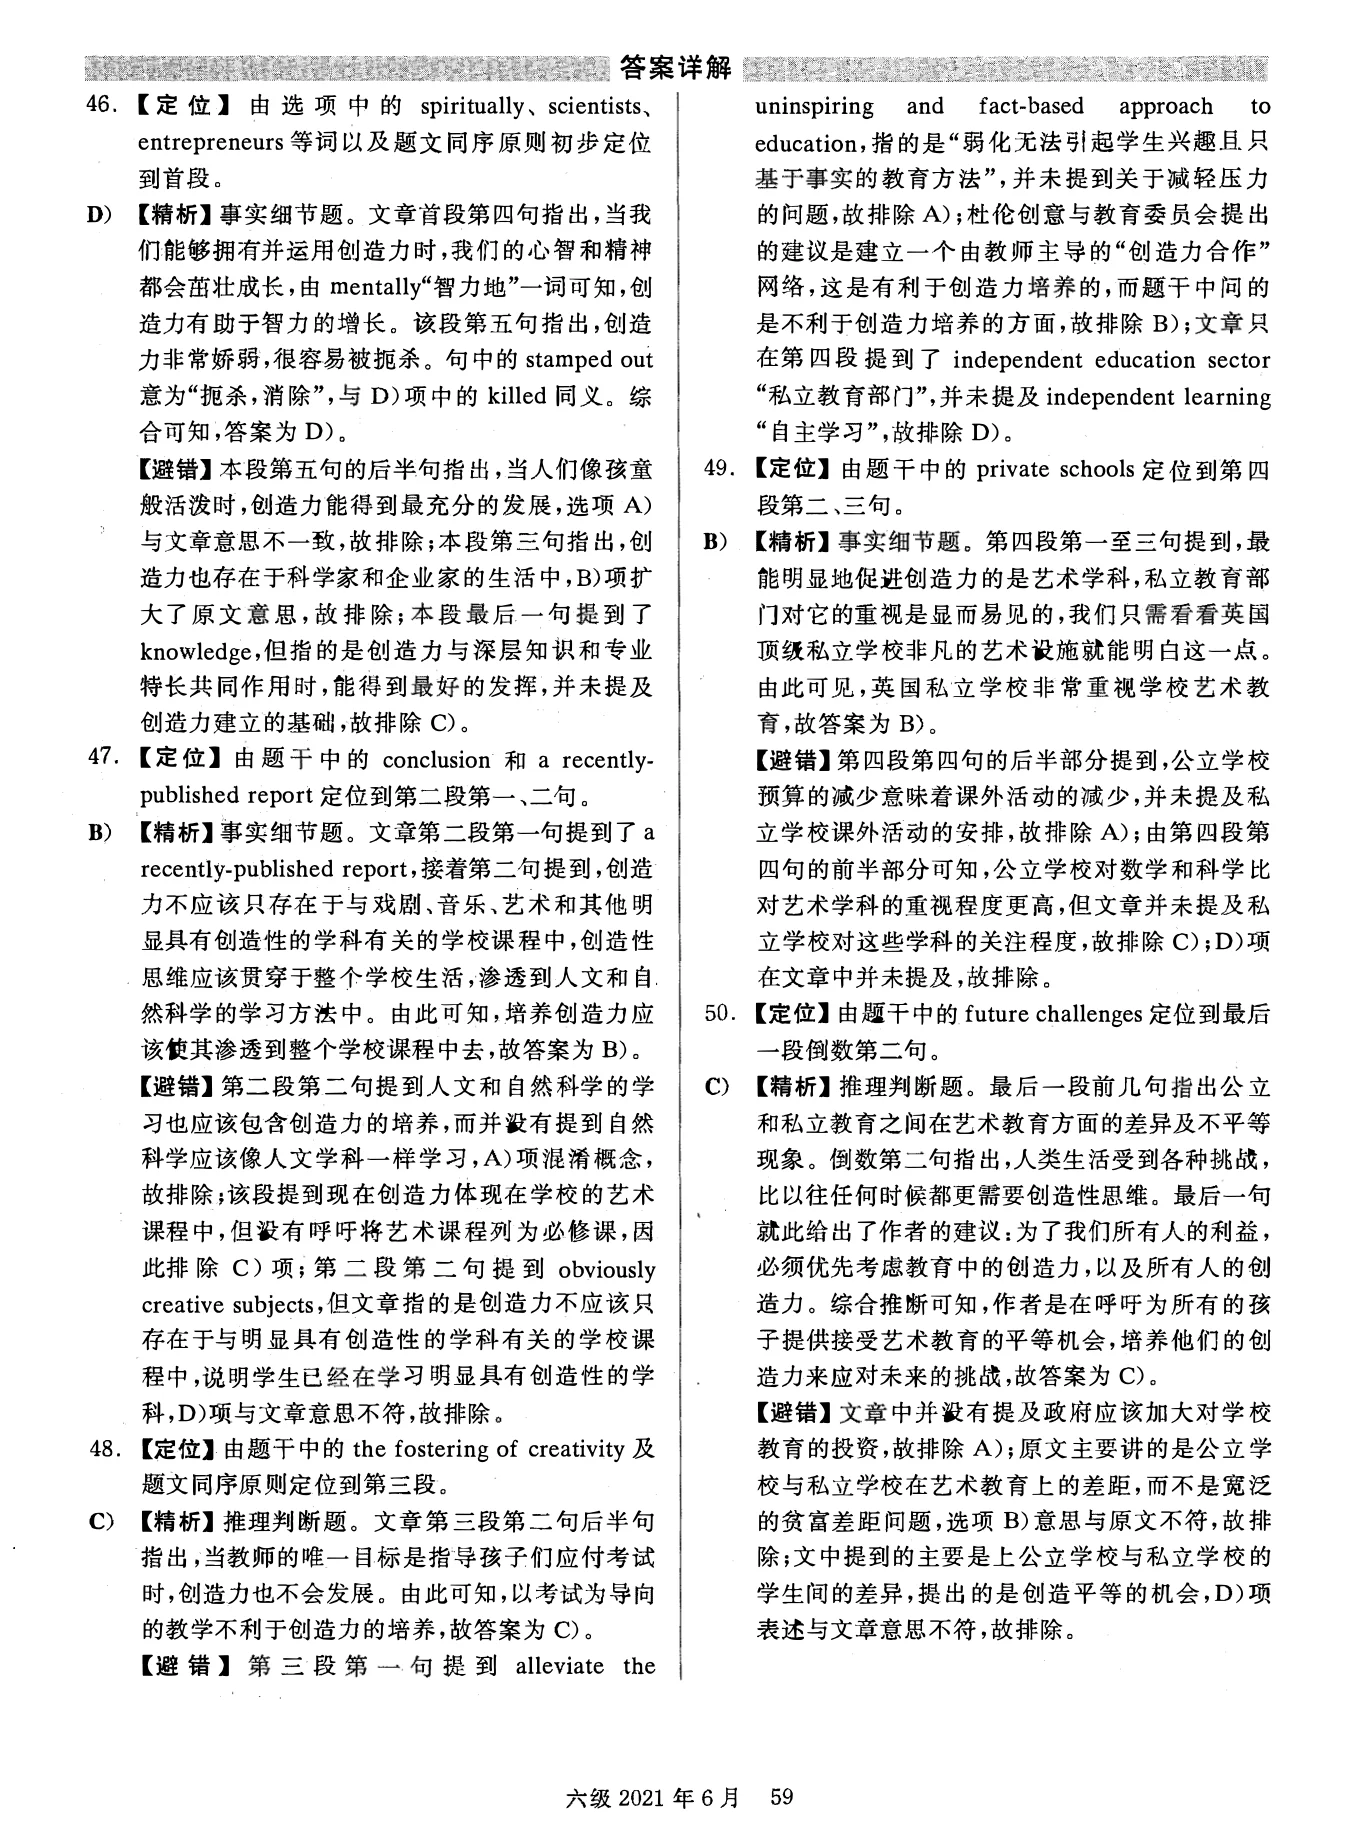 答案详解
46. 【定位】由选项中的 spiritually、scientists、
entrepreneurs 等词以及题文同序原则初步定位
到首段。
D) 【精析】事实细节题。文章首段第四句指出,当我
们能够拥有并运用创造力时,我们的心智和精神
都会茁壮成长,由 mentally“智力地”一词可知,创
造力有助于智力的增长。该段第五句指出,创造
力非常娇弱,很容易被扼杀。句中的 stamped out
意为“扼杀,消除”,与 D)项中的 killed 同义。综
合可知,答案为 D)。
【避错】本段第五句的后半句指出,当人们像孩童
般活泼时,创造力能得到最充分的发展,选项 A)
与文章意思不一致,故排除;本段第三句指出,创
造力也存在于科学家和企业家的生活中,B)项扩
大了原文意思,故排除;本段最后一句提到了
knowledge,但指的是创造力与深层知识和专业
特长共同作用时,能得到最好的发挥,并未提及
创造力建立的基础,故排除 C)。
47. 【定位】由题干中的 conclusion 和 a recently-
published report 定位到第二段第一、二句。
B) 【精析】事实细节题。文章第二段第一句提到了 a
recently-published report,接着第二句提到,创造
力不应该只存在于与戏剧、音乐、艺术和其他明
显具有创造性的学科有关的学校课程中,创造性
思维应该贯穿于整个学校生活,渗透到人文和自
然科学的学习方法中。由此可知,培养创造力应
该使其渗透到整个学校课程中去,故答案为 B)。
【避错】第二段第二句提到人文和自然科学的学
习也应该包含创造力的培养,而并没有提到自然
科学应该像人文学科一样学习,A)项混淆概念,
故排除;该段提到现在创造力体现在学校的艺术
课程中,但没有呼吁将艺术课程列为必修课,因
此排除 C)项;第二段第二句提到 obviously
creative subjects,但文章指的是创造力不应该只
存在于与明显具有创造性的学科有关的学校课
程中,说明学生已经在学习明显具有创造性的学
科,D)项与文章意思不符,故排除。
48. 【定位】由题干中的 the fostering of creativity 及
题文同序原则定位到第三段。
C) 【精析】推理判断题。文章第三段第二句后半句
指出,当教师的唯一目标是指导孩子们应付考试
时,创造力也不会发展。由此可知,以考试为导向
的教学不利于创造力的培养,故答案为 C)。
【避错】第三段第一句提到 alleviate the
uninspiring and fact-based approach to
education,指的是“弱化无法引起学生兴趣且只
基于事实的教育方法”,并未提到关于减轻压力
的问题,故排除 A);杜伦创意与教育委员会提出
的建议是建立一个由教师主导的“创造力合作”
网络,这是有利于创造力培养的,而题干中问的
是不利于创造力培养的方面,故排除 B);文章只
在第四段提到了 independent education sector
“私立教育部门”,并未提及 independent learning
“自主学习”,故排除 D)。
49. 【定位】由题干中的 private schools 定位到第四
段第二、三句。
B) 【精析】事实细节题。第四段第一至三句提到,最
能明显地促进创造力的是艺术学科,私立教育部
门对它的重视是显而易见的,我们只需看看英国
顶级私立学校非凡的艺术设施就能明白这一点。
由此可见,英国私立学校非常重视学校艺术教
育,故答案为 B)。
【避错】第四段第四句的后半部分提到,公立学校
预算的减少意味着课外活动的减少,并未提及私
立学校课外活动的安排,故排除 A);由第四段第
四句的前半部分可知,公立学校对数学和科学比
对艺术学科的重视程度更高,但文章并未提及私
立学校对这些学科的关注程度,故排除 C);D)项
在文章中并未提及,故排除。
50. 【定位】由题干中的 future challenges 定位到最后
一段倒数第二句。
C) 【精析】推理判断题。最后一段前几句指出公立
和私立教育之间在艺术教育方面的差异及不平等
现象。倒数第二句指出,人类生活受到各种挑战,
比以往任何时候都更需要创造性思维。最后一句
就此给出了作者的建议:为了我们所有人的利益,
必须优先考虑教育中的创造力,以及所有人的创
造力。综合推断可知,作者是在呼吁为所有的孩
子提供接受艺术教育的平等机会,培养他们的创
造力来应对未来的挑战,故答案为 C)。
【避错】文章中并没有提及政府应该加大对学校
教育的投资,故排除 A);原文主要讲的是公立学
校与私立学校在艺术教育上的差距,而不是宽泛
的贫富差距问题,选项 B)意思与原文不符,故排
除;文中提到的主要是上公立学校与私立学校的
学生间的差异,提出的是创造平等的机会,D)项
表述与文章意思不符,故排除。
六级 2021 年 6 月 59